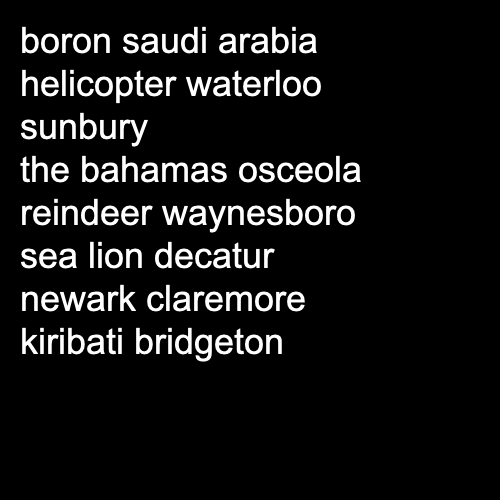 boron saudi arabia
helicopter waterloo
sunbury
the bahamas osceola
reindeer waynesboro
sea lion decatur
newark claremore
kiribati bridgeton